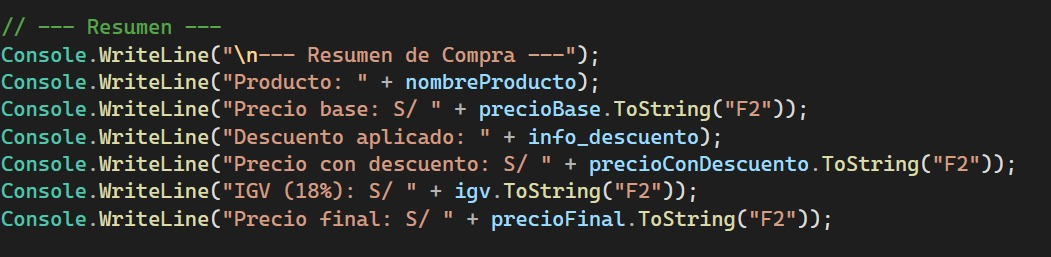 // --- Resumen ---
Console.WriteLine("\n--- Resumen de Compra ---");
Console.WriteLine("Producto: " + nombreProducto);
Console.WriteLine("Precio base: S/ " + precioBase.ToString("F2"));
Console.WriteLine("Descuento aplicado: " + info_descuento);
Console.WriteLine("Precio con descuento: S/ " + precioConDescuento.ToString("F2"));
Console.WriteLine("IGV (18%): S/ " + igv.ToString("F2"));
Console.WriteLine("Precio final: S/ " + precioFinal.ToString("F2"));